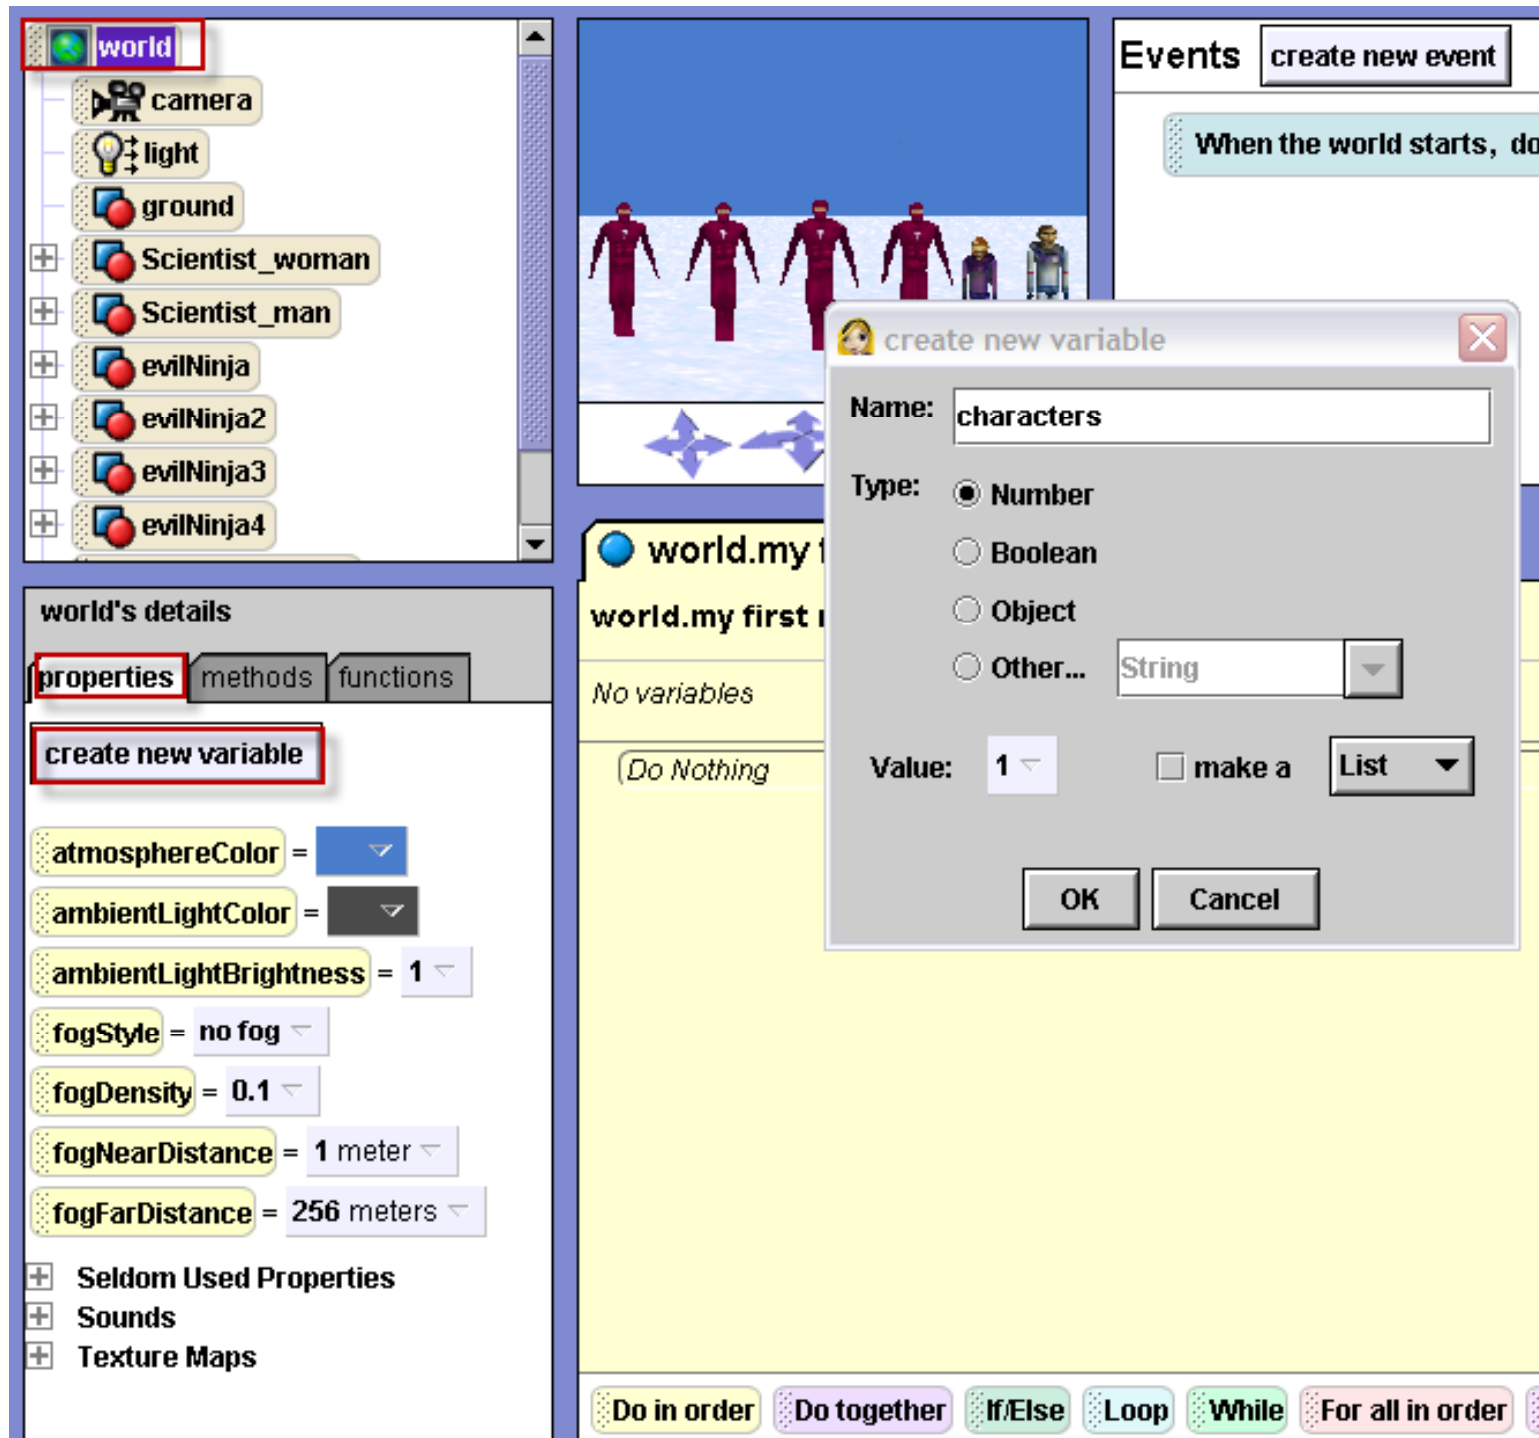 world
camera
light
ground
Scientist_woman
Scientist_man
evilNinja
evilNinja2
evilNinja3
evilNinja4
world's details
properties methods functions
create new variable
atmosphereColor =
ambientLightColor =
ambientLightBrightness = 1
fogStyle = no fog
fogDensity = 0.1
fogNearDistance = 1 meter
fogFarDistance = 256 meters
Seldom Used Properties
Sounds
Texture Maps
Events create new event
When the world starts, do
world.my f
world.my first
No variables
Do Nothing
create new variable
Name: characters
Type: Number
Boolean
Object
Other... String
Value: 1 make a List
OK Cancel
Do in order Do together If/Else Loop While For all in order